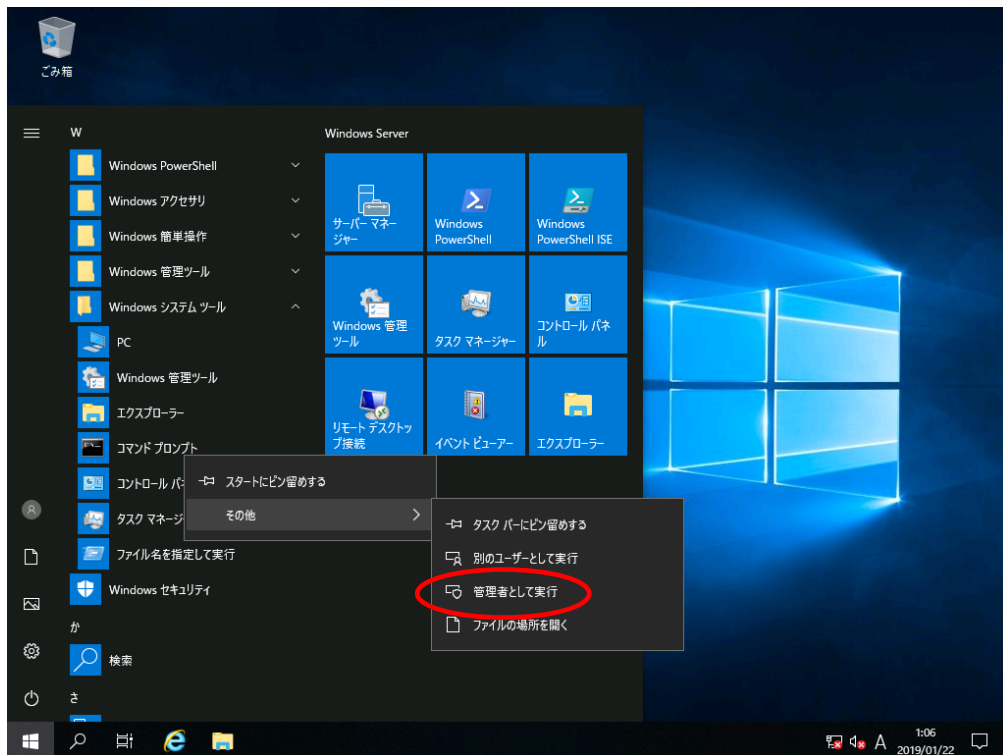 ごみ箱
W
Windows Server
Windows PowerShell
Windows アクセサリ
Windows 簡単操作
Windows 管理ツール
Windows システム ツール
PC
Windows 管理ツール
エクスプローラー
コマンド プロンプト
コントロール パネ
タスク マネージ
ファイル名を指定して実行
Windows セキュリティ
か
検索
さ
サーバー マネー
ジャー
Windows
PowerShell
Windows
PowerShell ISE
Windows 管理
ツール
タスク マネージャー
コントロール パネ
ル
リモート デスクトッ
プ接続
イベント ビューアー
エクスプローラー
スタートにピン留めする
その他
タスク バーにピン留めする
別のユーザーとして実行
管理者として実行
ファイルの場所を開く
A
1:06
2019/01/22